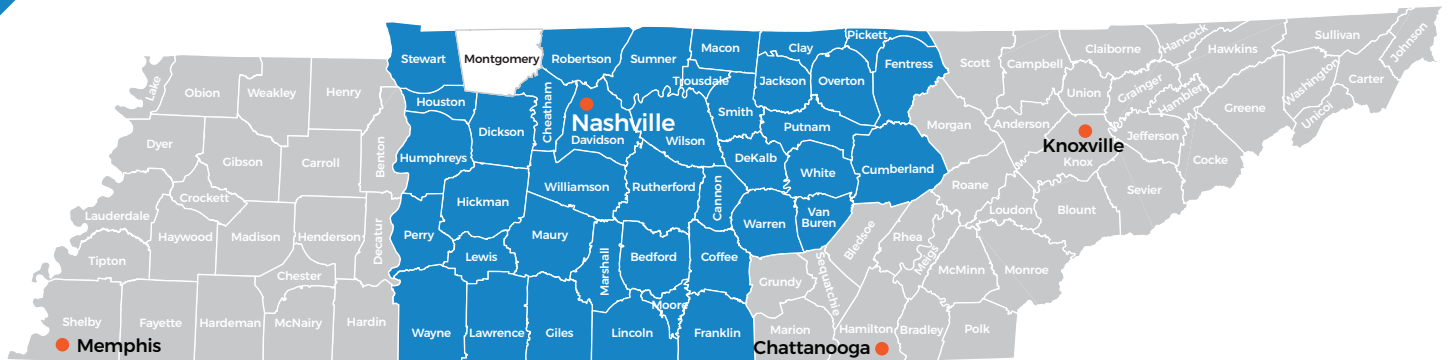 Lake
Obion
Weakley
Henry
Dyer
Gibson
Carroll
Benton
Crockett
Lauderdale
Haywood
Madison
Henderson
Decatur
Tipton
Chester
Shelby
Fayette
Hardeman
McNairy
Hardin
Memphis
Stewart
Montgomery
Robertson
Sumner
Macon
Clay
Pickett
Fentress
Houston
Cheatham
Trousdale
Jackson
Overton
Dickson
Nashville
Davidson
Wilson
Smith
Putnam
Humphreys
DeKalb
White
Cumberland
Williamson
Rutherford
Cannon
Hickman
Warren
Van
Buren
Perry
Maury
Lewis
Marshall
Bedford
Coffee
Moore
Wayne
Lawrence
Giles
Lincoln
Franklin
Scott
Campbell
Claiborne
Hancock
Hawkins
Sullivan
Johnson
Union
Grainger
Hamblen
Washington
Carter
Unicoi
Greene
Morgan
Anderson
Knoxville
Knox
Jefferson
Cocke
Sevier
Roane
Loudon
Blount
Bledsoe
Rhea
Meigs
McMinn
Monroe
Sequatchie
Grundy
Marion
Hamilton
Bradley
Polk
Chattanooga